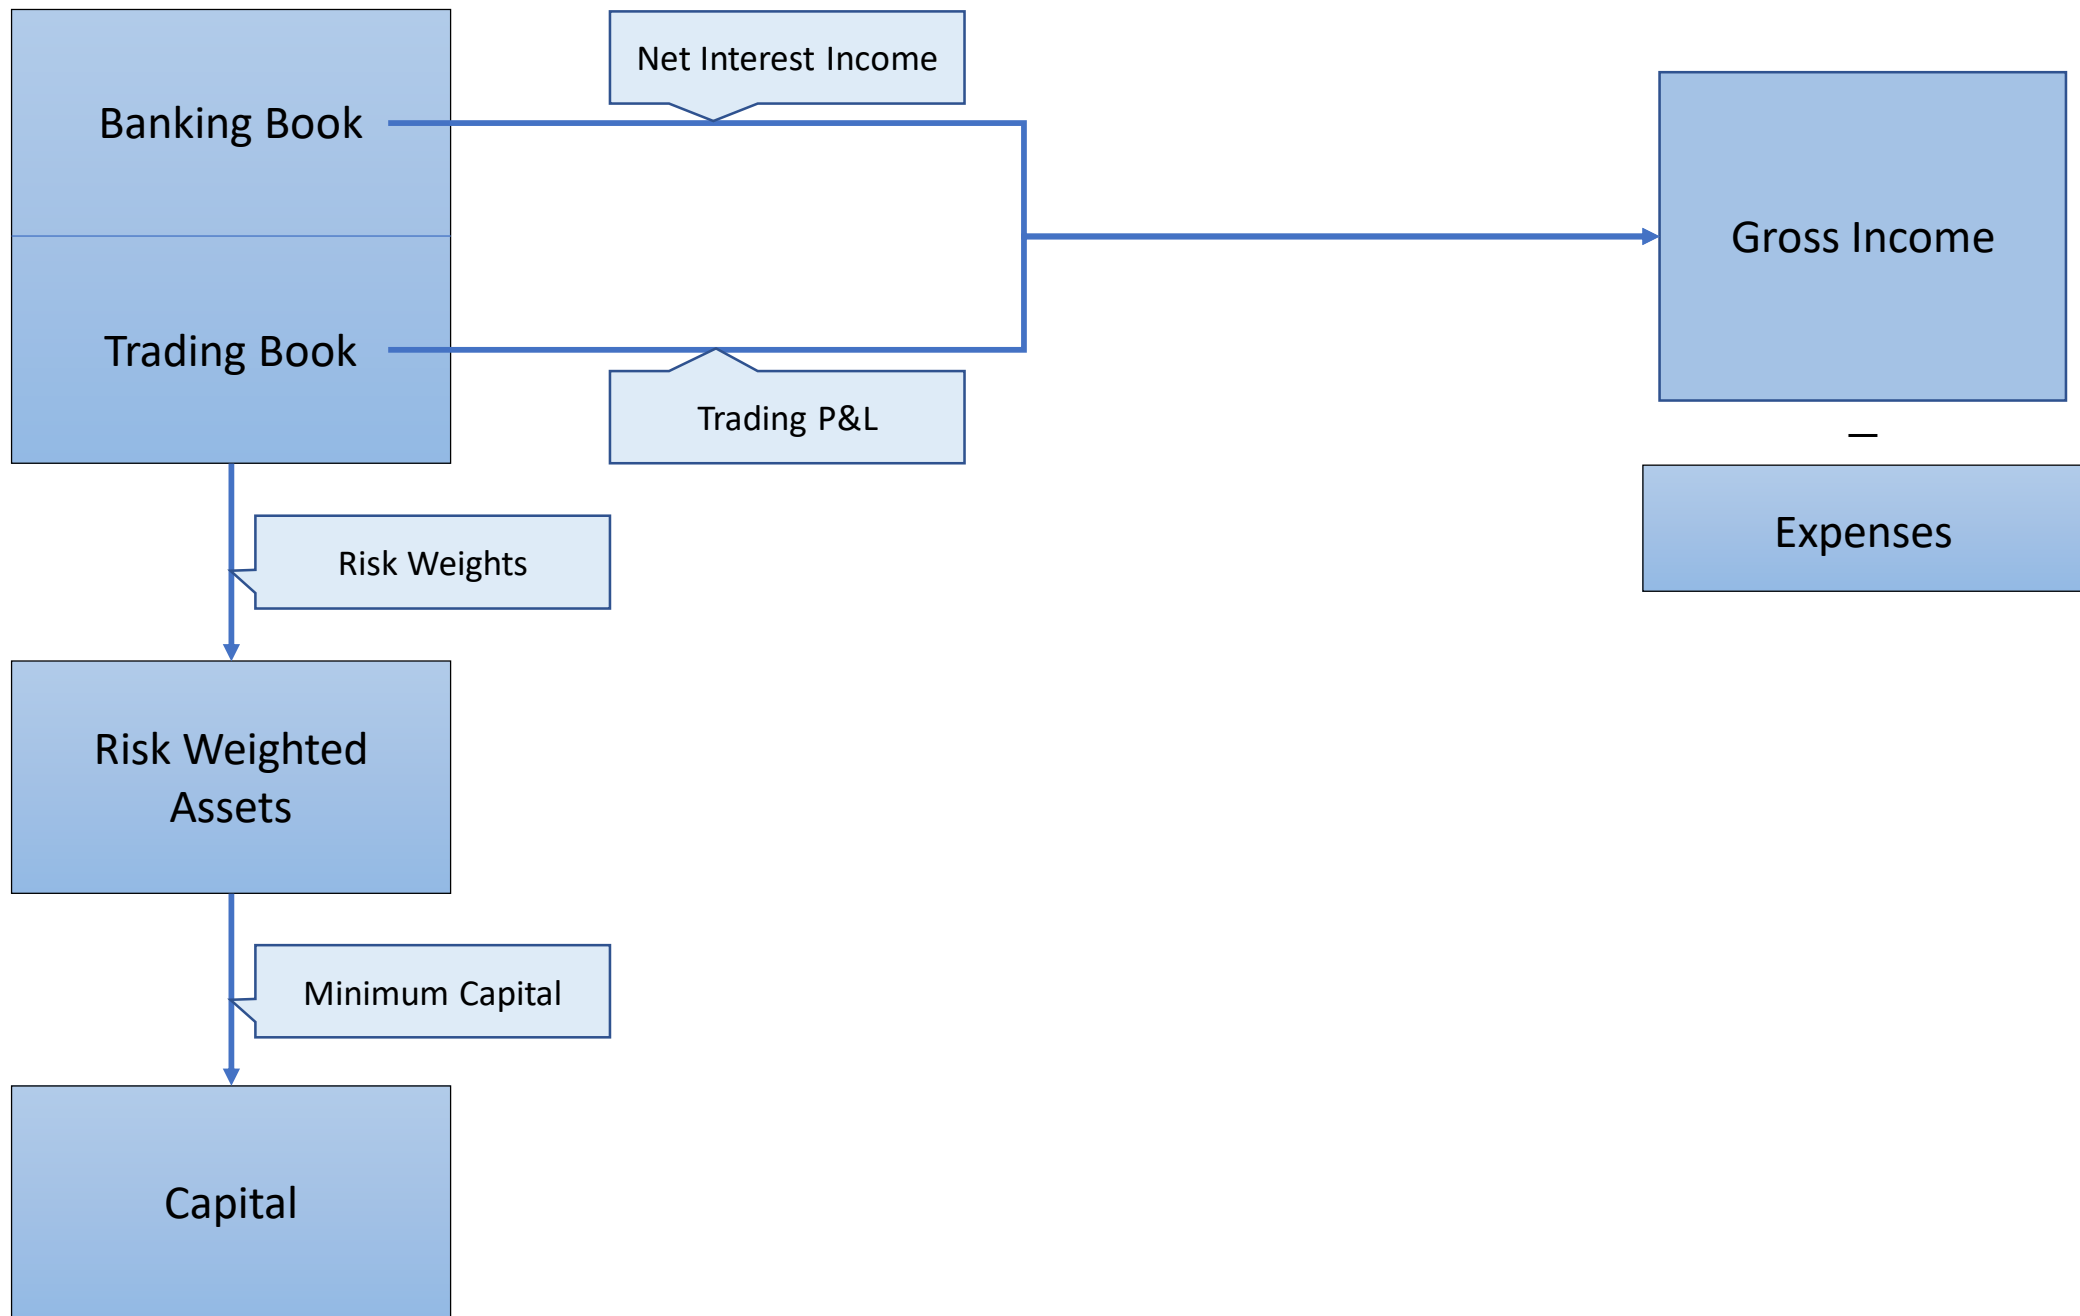 Net Interest Income
Banking Book
Gross Income
Trading Book
Trading P&L
—
Expenses
Risk Weights
Risk Weighted
Assets
Minimum Capital
Capital